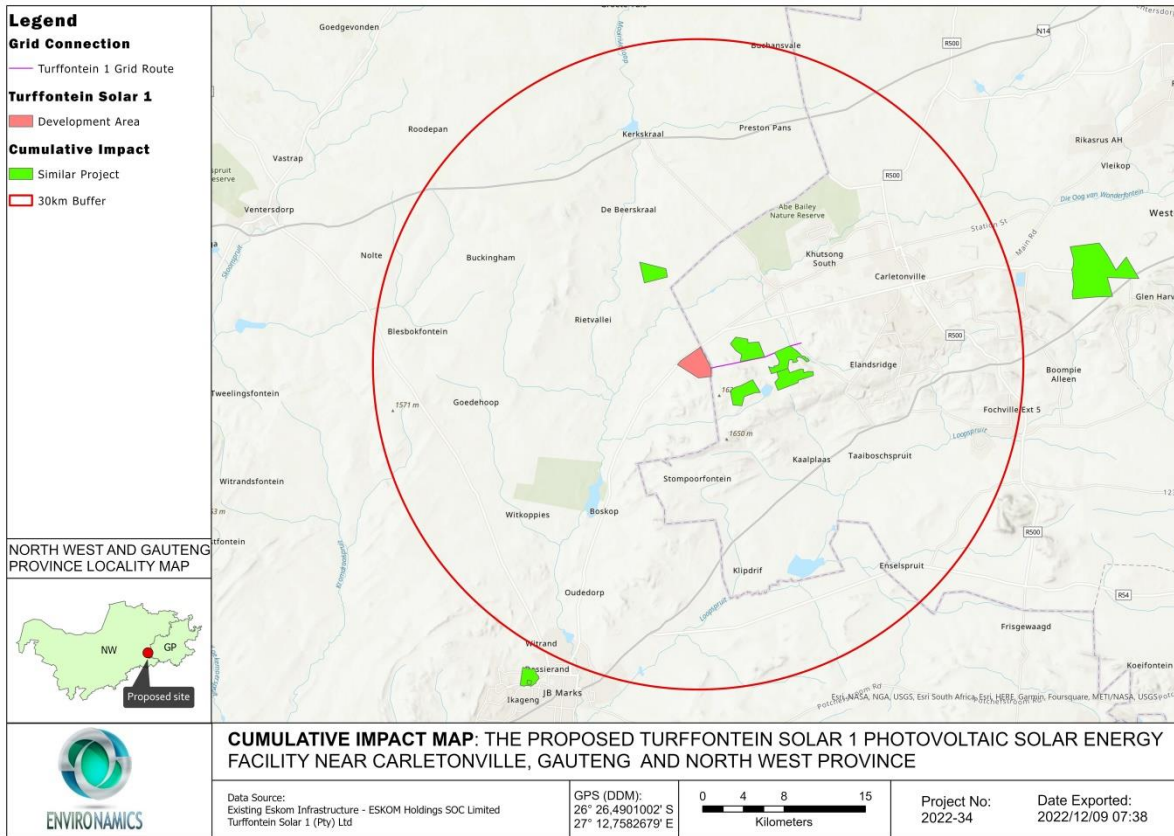 Legend
Grid Connection
Turffontein 1 Grid Route
Turffontein Solar 1
Development Area
Cumulative Impact
Similar Project
30km Buffer
NORTH WEST AND GAUTENG
PROVINCE LOCALITY MAP
NW
GP
Proposed site
ENVIRONAMICS
Goedgevonden
Buchansvale
R500
N14
Roodepan
Kerkskraal
Preston Pans
Rikasrus AH
Vleikop
Vastrap
R500
Ventersdorp
De Beerskraal
Abe Bailey
Nature Reserve
Die Oog van Wonderfontein
Station St
Main Rd
Nolte
Buckingham
Khutsong
South
Carletonville
Rietvallei
Blesbokfontein
R500
Elandsridge
Boompie
Alleen
Tweelingsfontein
1571 m
Goedehoop
Fochville Ext 5
Loopspruit
1650 m
Kaalplaas
Taaiboschspruit
Witrandsfontein
Stompoorfontein
Witkoppies
Boskop
R500
Klipdrif
Enselspruit
Oudedorp
Loopspruit
R54
Frisgewaagd
Witrand
Koeifontein
Ikageng
JB Marks
Esri, NASA, NGA, USGS, Esri South Africa, Esri, HERE, Garmin, Foursquare, METI/NASA, USGS
CUMULATIVE IMPACT MAP: THE PROPOSED TURFFONTEIN SOLAR 1 PHOTOVOLTAIC SOLAR ENERGY
FACILITY NEAR CARLETONVILLE, GAUTENG AND NORTH WEST PROVINCE
Data Source:
Existing Eskom Infrastructure - ESKOM Holdings SOC Limited
Turffontein Solar 1 (Pty) Ltd
GPS (DDM):
26° 26,4901002' S
27° 12,7582679' E
0 4 8 15
Kilometers
Project No:
2022-34
Date Exported:
2022/12/09 07:38